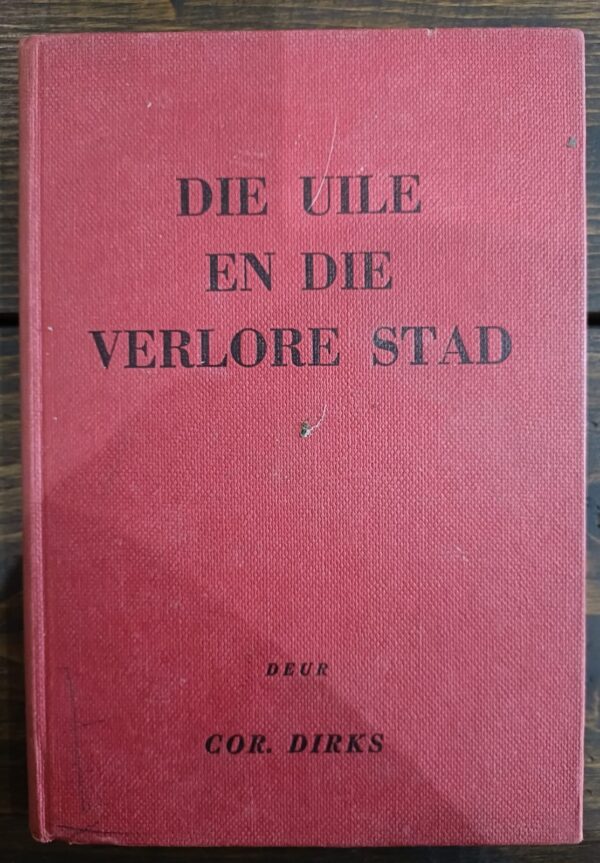 DIE UILE
EN DIE
VERLORE STAD
DEUR
COR. DIRKS